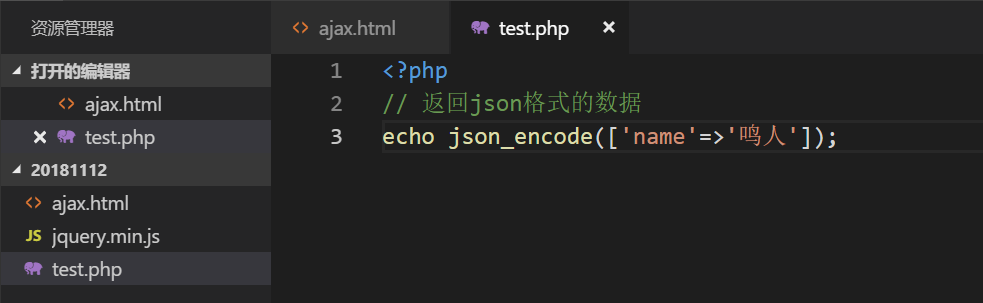 资源管理器
打开的编辑器
ajax.html
test.php
20181112
ajax.html
JS jquery.min.js
test.php
ajax.html test.php
1 <?php
2 // 返回json格式的数据
3 echo json_encode(['name'=>'鸣人']);